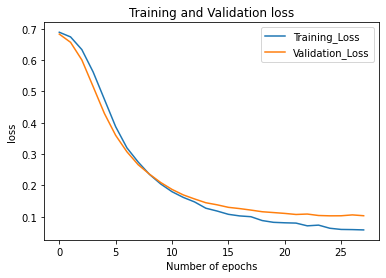 Training and Validation loss
Training_Loss
Validation_Loss
loss
0.7
0.6
0.5
0.4
0.3
0.2
0.1
0 5 10 15 20 25
Number of epochs